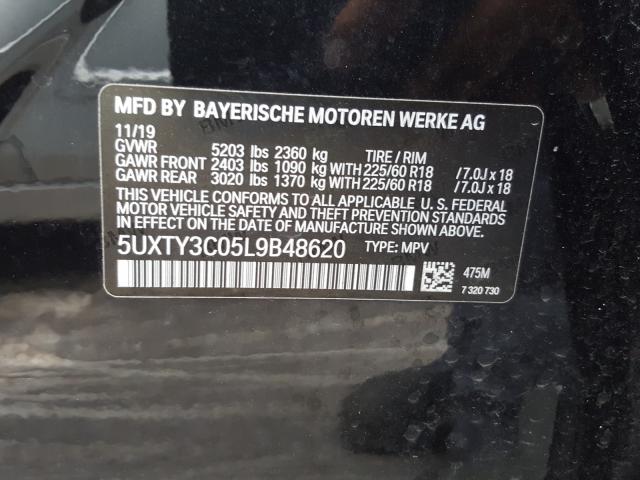 MFD BY BAYERISCHE MOTOREN WERKE AG
11/19
GVWR 5203 lbs 2360 kg TIRE / RIM
GAWR FRONT 2403 lbs 1090 kg WITH 225/60 R18 / 7.0J x 18
GAWR REAR 3020 lbs 1370 kg WITH 225/60 R18 / 7.0J x 18
THIS VEHICLE CONFORMS TO ALL APPLICABLE U. S. FEDERAL
MOTOR VEHICLE SAFETY, BUMPER, AND THEFT PREVENTION STANDARDS
IN EFFECT ON THE DATE OF MANUFACTURE SHOWN ABOVE.
5UXTY3C05L9B48620 TYPE: MPV
475M
7 320 730